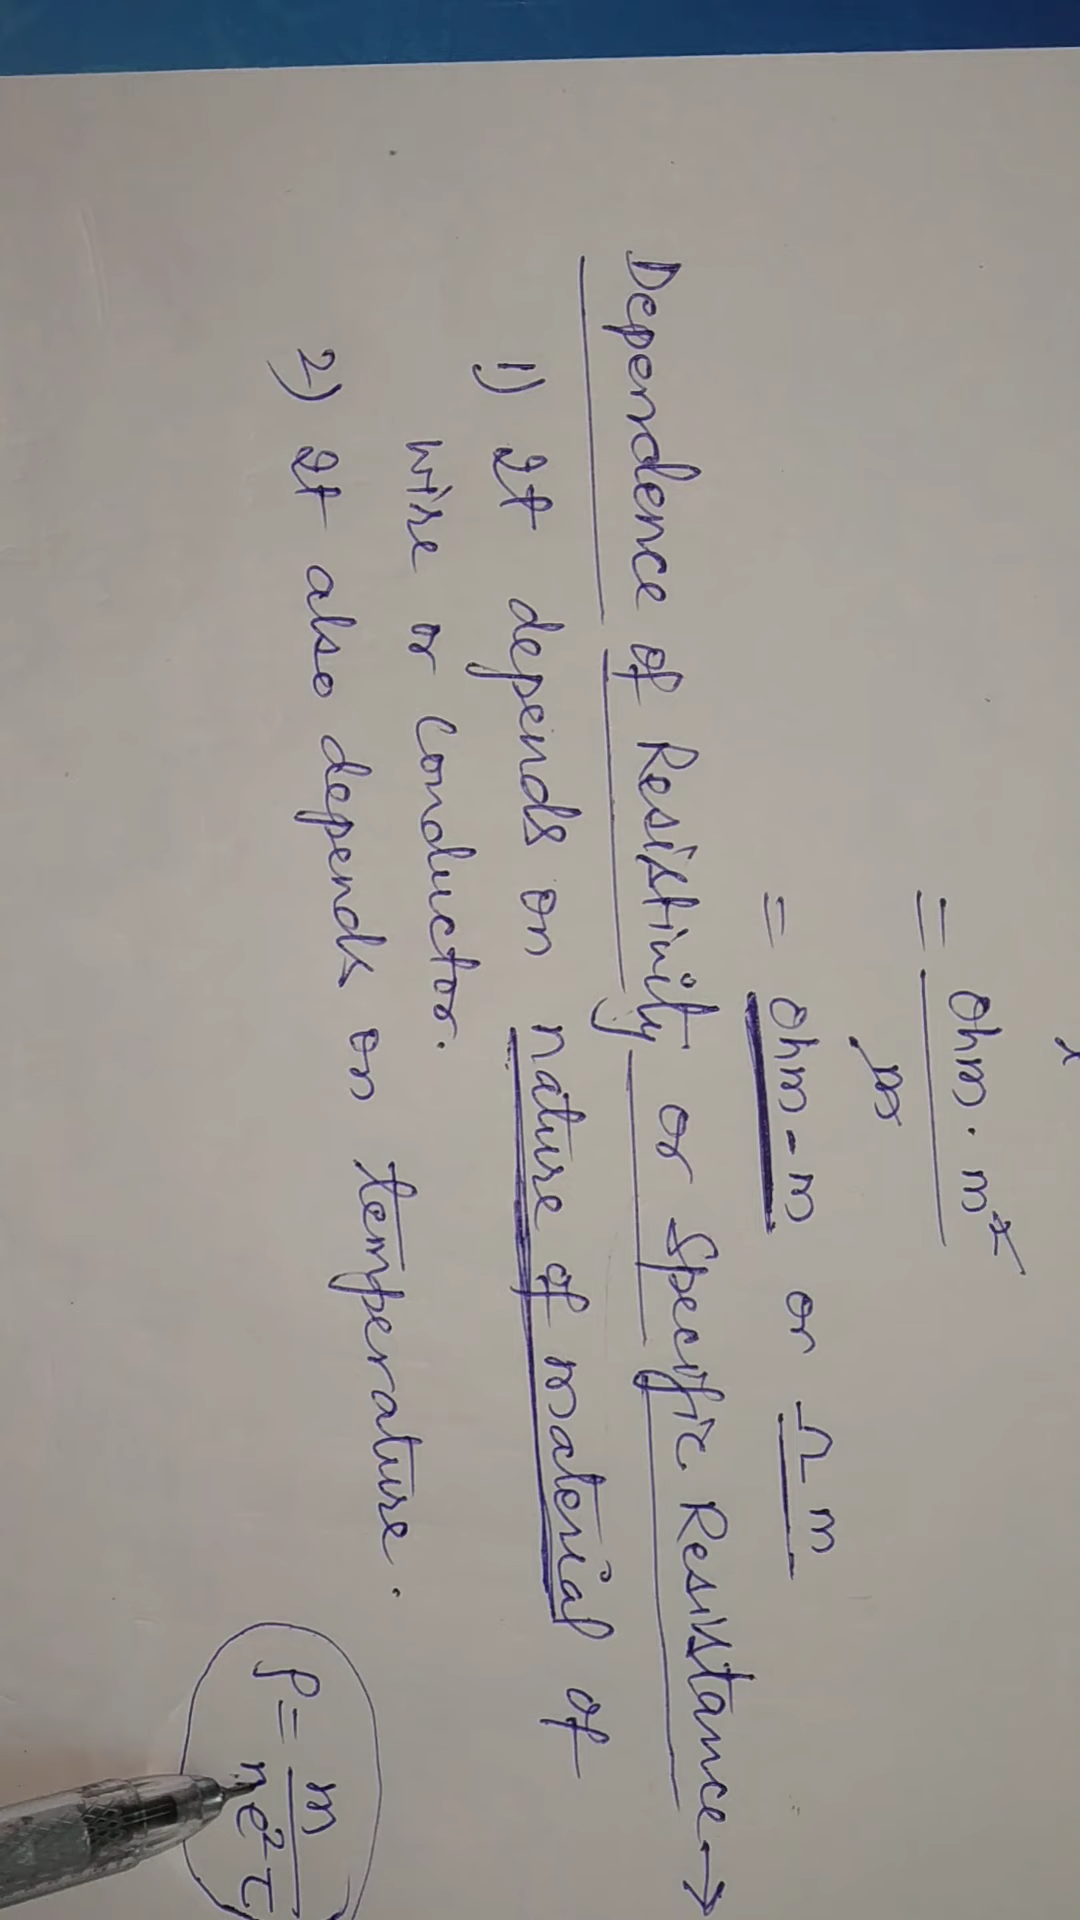 = ohm. m²
m
= ohm-m or Ω m
Dependence of Resistivity or Specific Resistance →
1) It depends on nature of material of
wire or conductor.
2) It also depends on temperature.
ρ = m
ne²τ